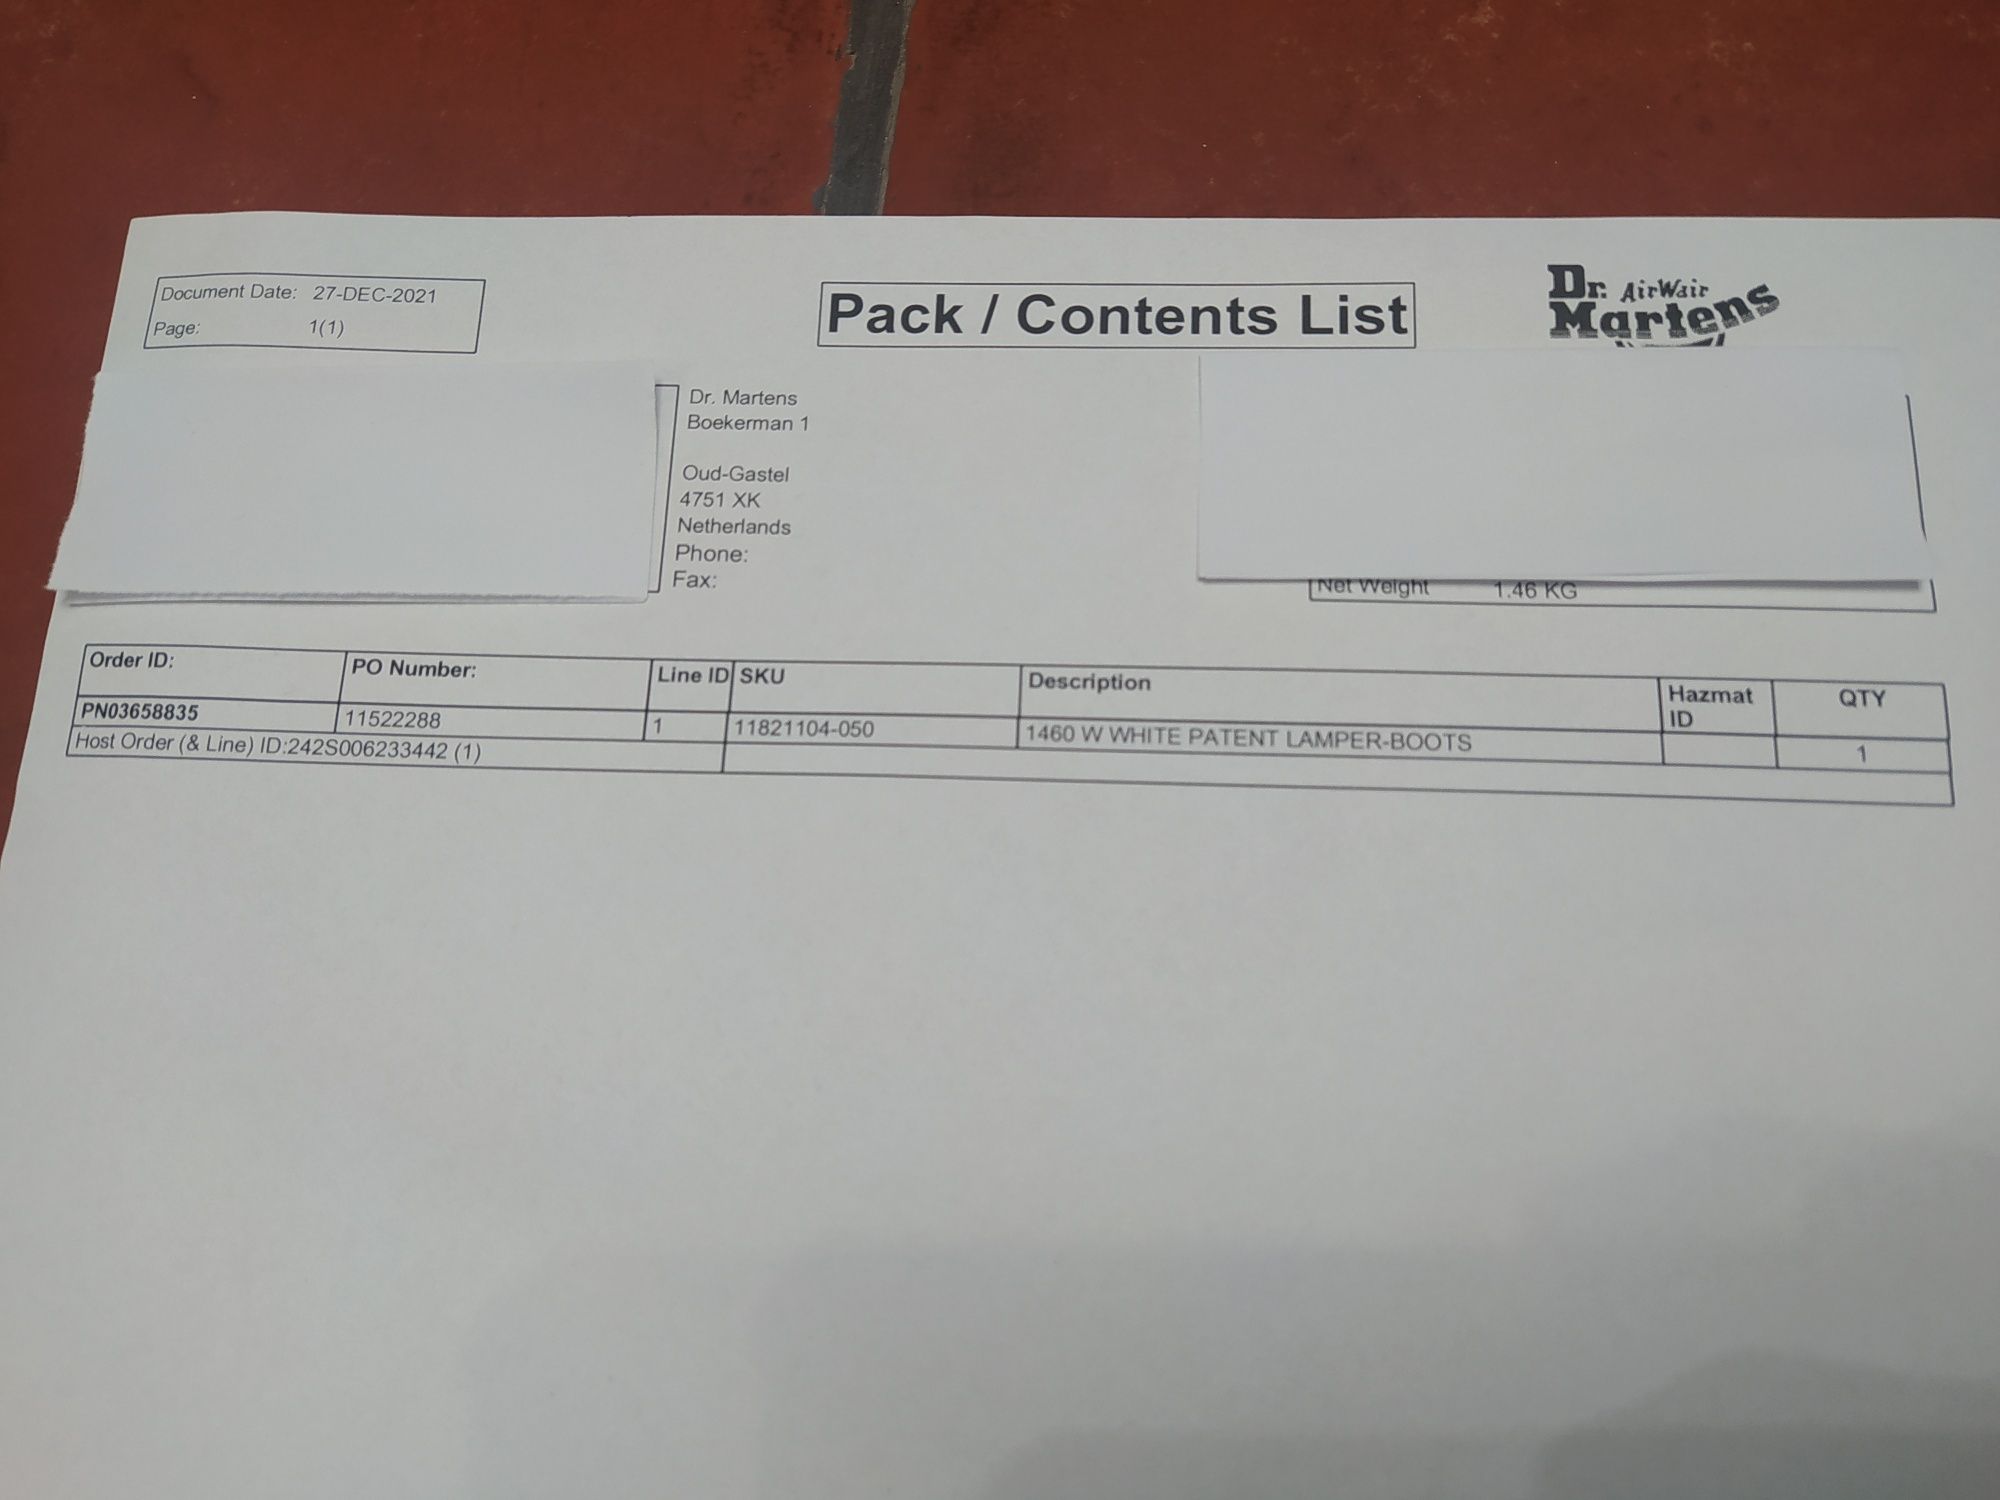 Document Date: 27-DEC-2021
Page: 1(1)
Pack / Contents List
Dr. AirWair
Martens
Dr. Martens
Boekerman 1
Oud-Gastel
4751 XK
Netherlands
Phone:
Fax:
Net Weight 1.46 KG
Order ID: PO Number: Line ID SKU Description Hazmat ID QTY
PN03658835 11522288 1 11821104-050 1460 W WHITE PATENT LAMPER-BOOTS 1
Host Order (& Line) ID:242S006233442 (1)